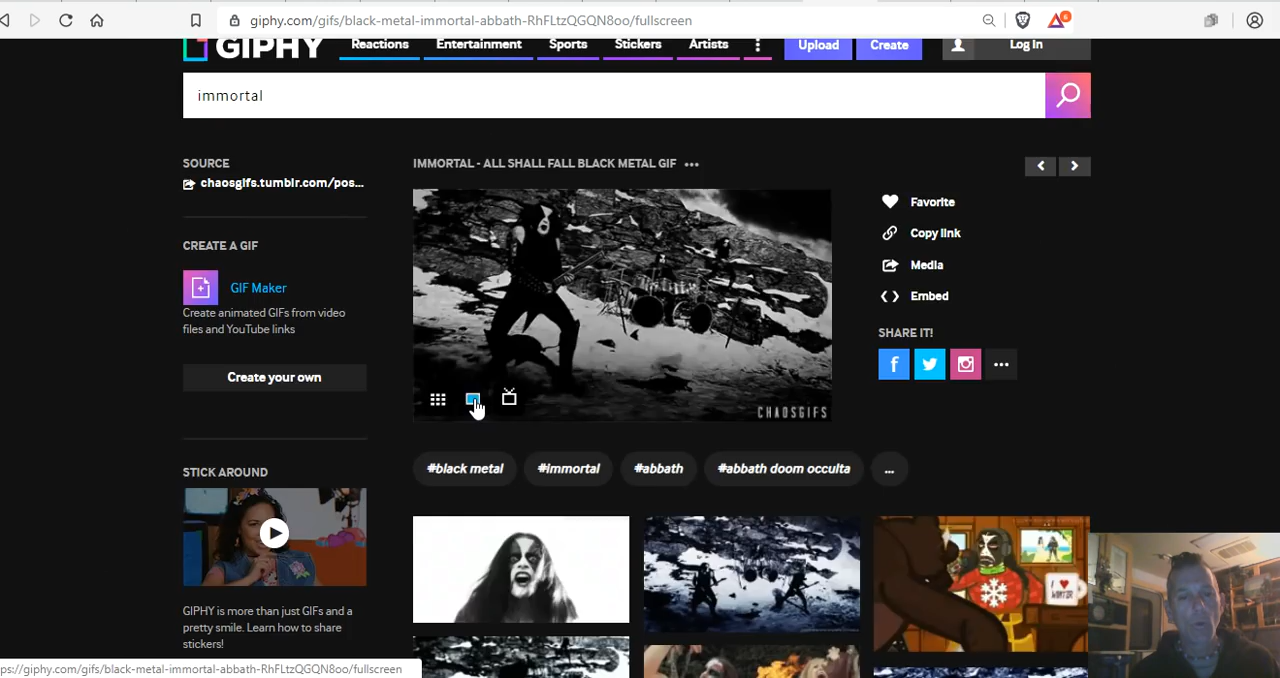 giphy.com/gifs/black-metal-immortal-abbath-RhFLtzQGQN8oo/fullscreen
6
GIPHY
Reactions
Entertainment
Sports
Stickers
Artists
Upload
Create
Log In
immortal
SOURCE
chaosgifs.tumblr.com/pos...
IMMORTAL - ALL SHALL FALL BLACK METAL GIF
CREATE A GIF
GIF Maker
Create animated GIFs from video
files and YouTube links
Create your own
CHAOSGIFS
Favorite
Copy link
Media
Embed
SHARE IT!
#black metal
#immortal
#abbath
#abbath doom occulta
...
STICK AROUND
GIPHY is more than just GIFs and a
pretty smile. Learn how to share
stickers!
I ♥
WINTER
ps://giphy.com/gifs/black-metal-immortal-abbath-RhFLtzQGQN8oo/fullscreen